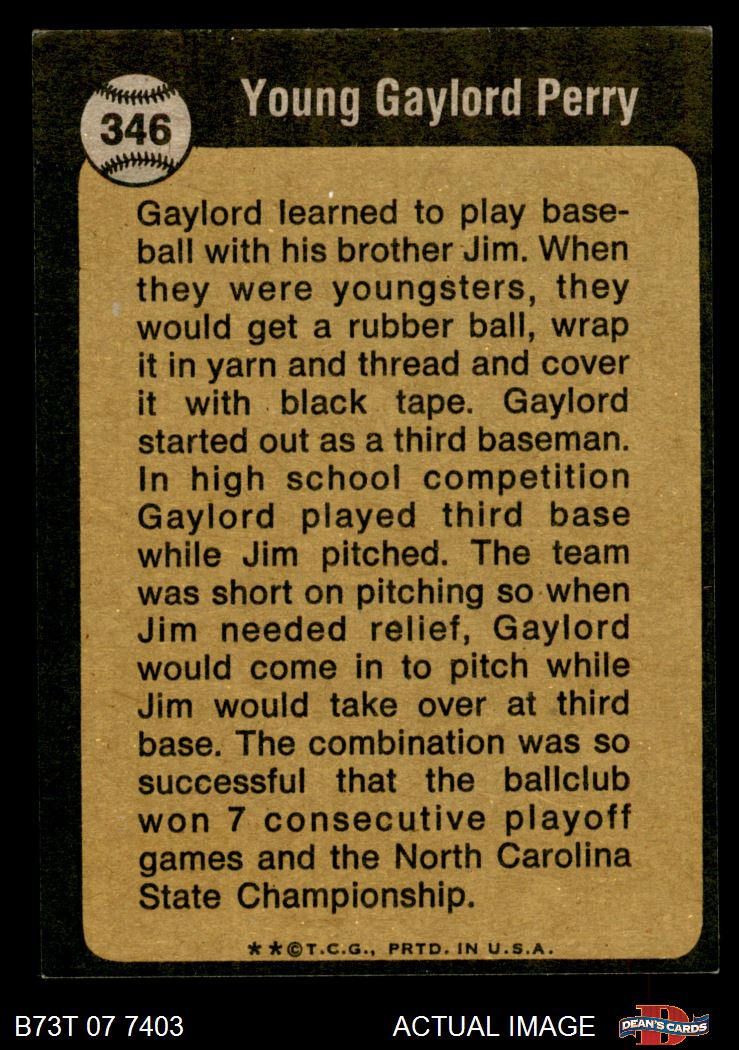 346
Young Gaylord Perry
Gaylord learned to play base-
ball with his brother Jim. When
they were youngsters, they
would get a rubber ball, wrap
it in yarn and thread and cover
it with black tape. Gaylord
started out as a third baseman.
In high school competition
Gaylord played third base
while Jim pitched. The team
was short on pitching so when
Jim needed relief, Gaylord
would come in to pitch while
Jim would take over at third
base. The combination was so
successful that the ballclub
won 7 consecutive playoff
games and the North Carolina
State Championship.
**©T.C.G., PRTD. IN U.S.A.
B73T 07 7403
ACTUAL IMAGE
D
DEAN'S CARDS